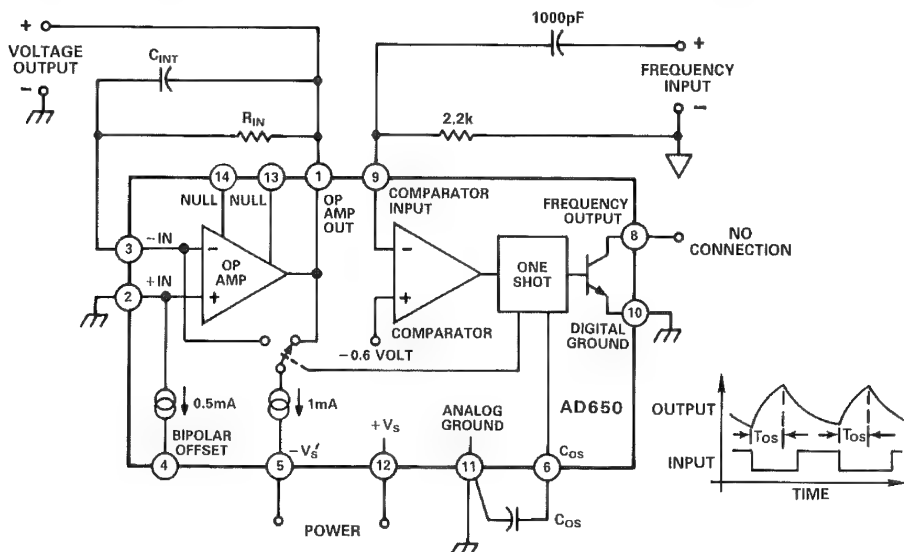 +
VOLTAGE
OUTPUT
−
C_INT
R_IN
1000pF
+
FREQUENCY
INPUT
−
2.2k
14
13
1
9
NULL
NULL
OP
AMP
OUT
COMPARATOR
INPUT
FREQUENCY
OUTPUT
8
NO
CONNECTION
3
−IN
−
OP
AMP
2
+IN
+
−
+
COMPARATOR
ONE
SHOT
10
DIGITAL
GROUND
−0.6 VOLT
0.5mA
1mA
AD650
BIPOLAR
OFFSET
4
−V_S'
5
+V_S
12
ANALOG
GROUND
11
C_OS
6
POWER
C_OS
OUTPUT
T_OS
T_OS
INPUT
TIME